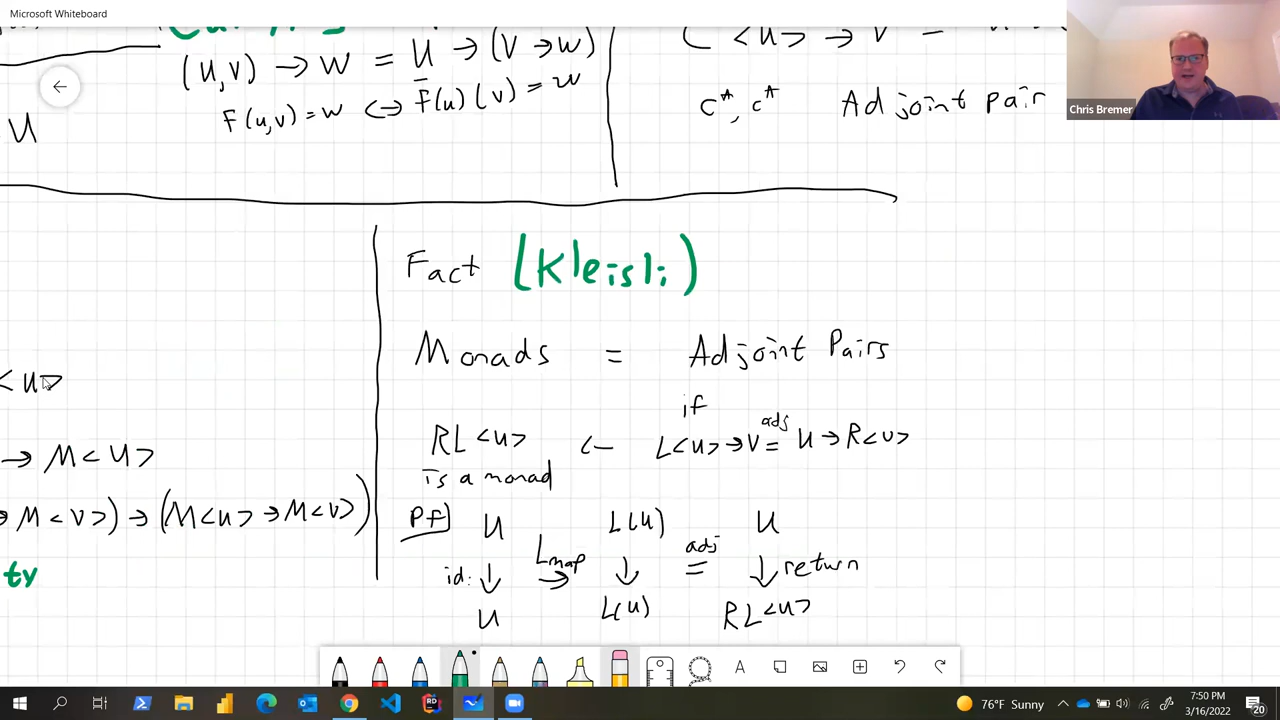 Microsoft Whiteboard
(U,V) → W = U → (V → W)
F(u,v) = w ↔ F(u)(v) = w
<U> → V =
C*, C* Adjoint Pair
Chris Bremer
U
Fact (Kleisli)
Monads = Adjoint Pairs
if
<U>
RL<U> ← L<U> → V = U → R<V>
adj
is a monad
→ M<U>
→ M<V>) → (M<U> → M<V>)
Pf) U L(U) U
id: ↓ Lmap → ↓ adj = ↓ return
U L(U) RL<U>
ty
A
76°F Sunny
7:50 PM
3/16/2022
20